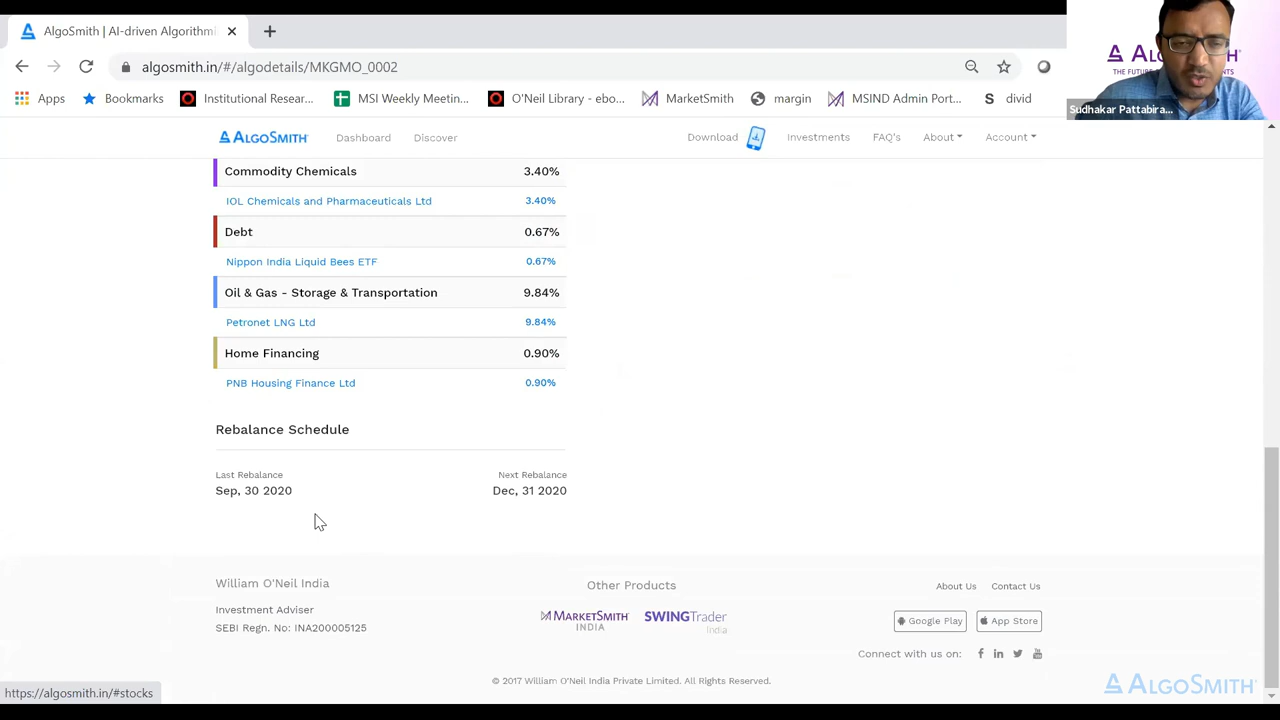 AlgoSmith | AI-driven Algorithmi
algosmith.in/#/algodetails/MKGMO_0002
Apps Bookmarks Institutional Resear... MSI Weekly Meetin... O'Neil Library - ebo... MarketSmith margin MSIND Admin Port... divid
ALGOSMITH
THE FUTURE
Sudhakar Pattabira...
ALGOSMITH Dashboard Discover Download Investments FAQ's About Account
Commodity Chemicals 3.40%
IOL Chemicals and Pharmaceuticals Ltd 3.40%
Debt 0.67%
Nippon India Liquid Bees ETF 0.67%
Oil & Gas - Storage & Transportation 9.84%
Petronet LNG Ltd 9.84%
Home Financing 0.90%
PNB Housing Finance Ltd 0.90%
Rebalance Schedule
Last Rebalance Next Rebalance
Sep, 30 2020 Dec, 31 2020
William O'Neil India Other Products About Us Contact Us
Investment Adviser
SEBI Regn. No: INA200005125
MARKETSMITH INDIA SWINGTrader India Google Play App Store
Connect with us on:
© 2017 William O'Neil India Private Limited. All Rights Reserved.
https://algosmith.in/#stocks
ALGOSMITH